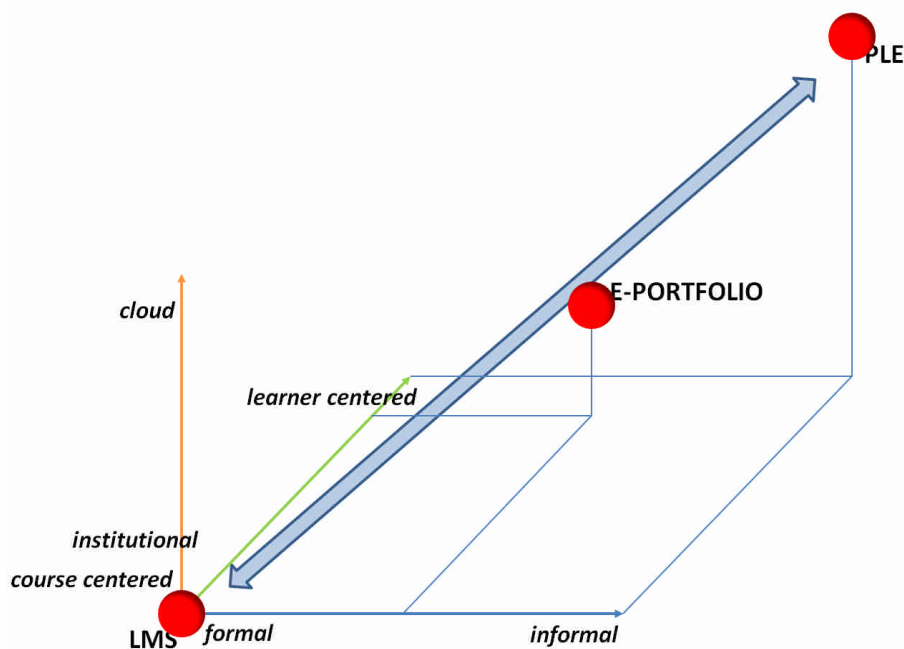 PLE
E-PORTFOLIO
cloud
learner centered
institutional
course centered
LMS
formal
informal